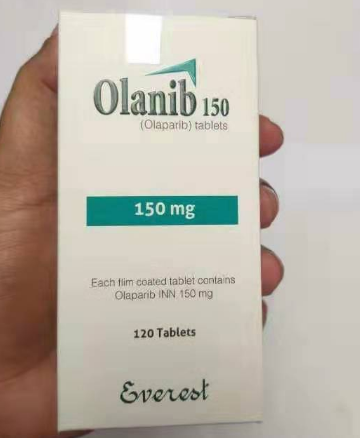 Olanib 150
(Olaparib) tablets
150 mg
Each film coated tablet contains
Olaparib INN 150 mg
120 Tablets
Everest